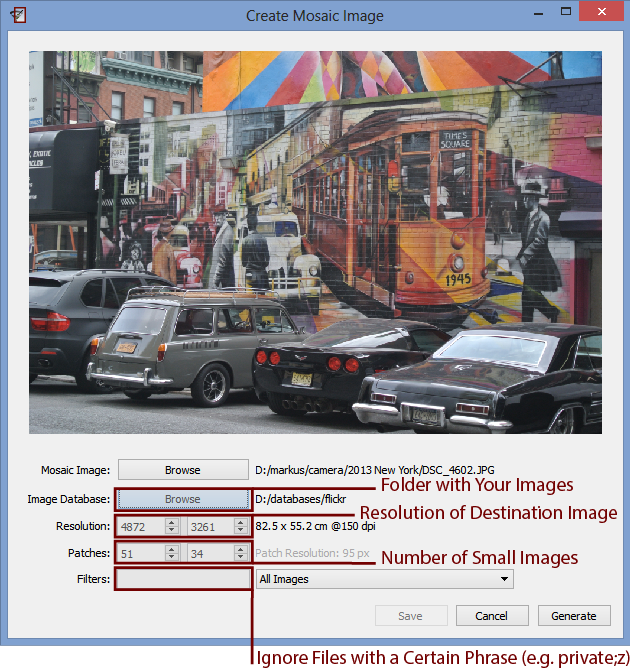 Create Mosaic Image
TIMES
SQUARE
1945
Mosaic Image:
Browse
D:/markus/camera/2013 New York/DSC_4602.JPG
Folder with Your Images
Image Database:
Browse
D:/databases/flickr
Resolution of Destination Image
Resolution:
4872
3261
82.5 x 55.2 cm @150 dpi
Patches:
51
34
Patch Resolution: 95 px
Number of Small Images
Filters:
All Images
Save
Cancel
Generate
Ignore Files with a Certain Phrase (e.g. private;z)